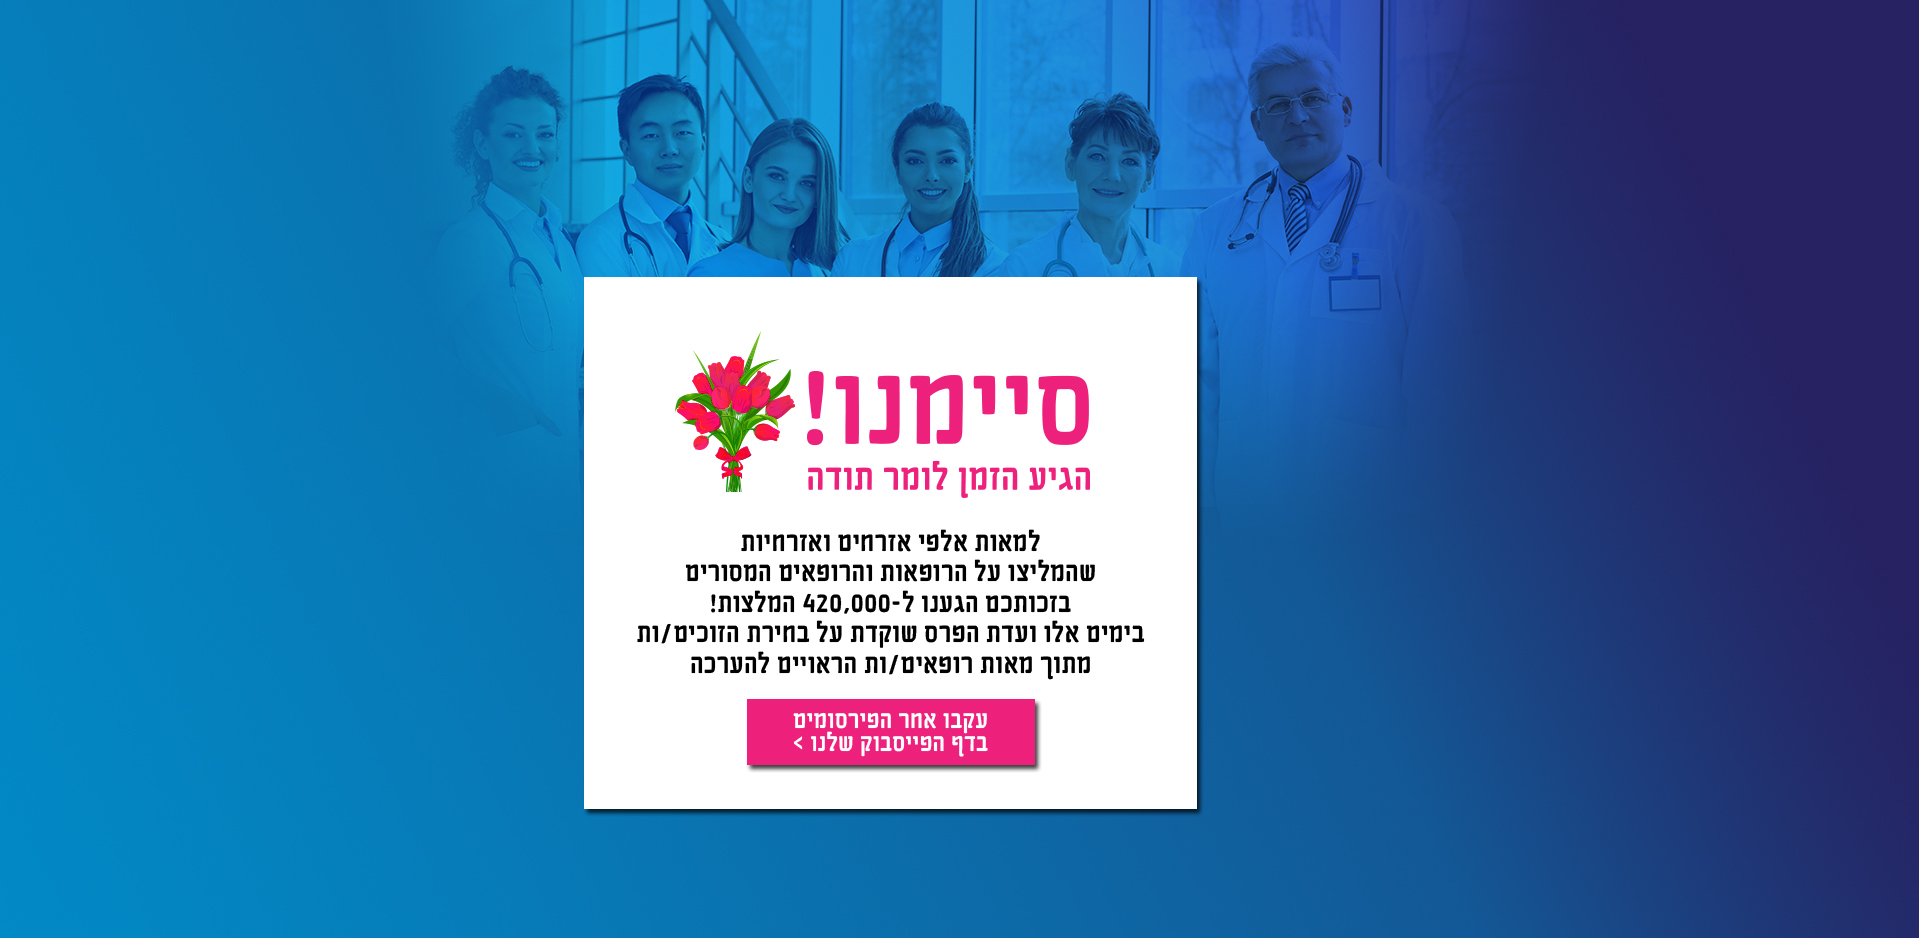 סיימנו!
הגיע הזמן לומר תודה
למאות אלפי אזרחים ואזרחיות
שהמליצו על הרופאות והרופאים המסורים
בזכותכם הגענו ל-420,000 המלצות!
בימים אלו ועדת הפרס שוקדת על בחירת הזוכים/ות
מתוך מאות רופאים/ות הראויים להערכה
עקבו אחר הפירסומים
בדף הפייסבוק שלנו >